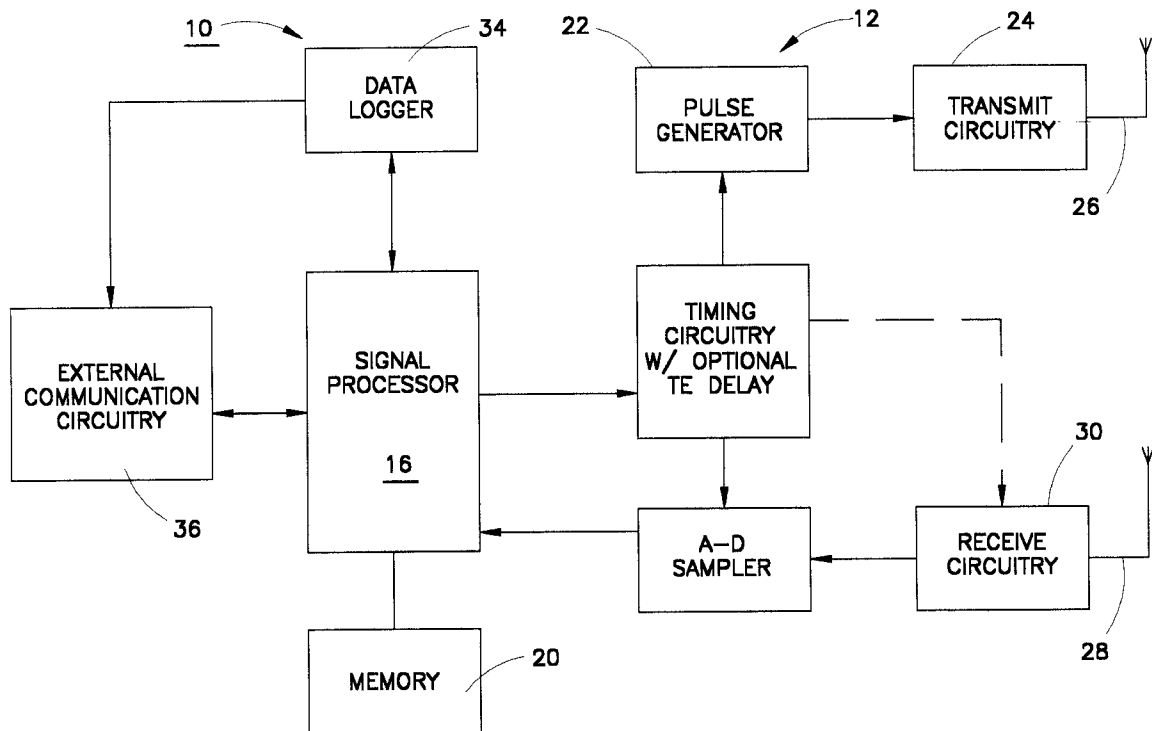 10
34
22
12
24
DATA
LOGGER
PULSE
GENERATOR
TRANSMIT
CIRCUITRY
26
EXTERNAL
COMMUNICATION
CIRCUITRY
SIGNAL
PROCESSOR
TIMING
CIRCUITRY
W/ OPTIONAL
TE DELAY
16
30
36
A-D
SAMPLER
RECEIVE
CIRCUITRY
28
MEMORY
20